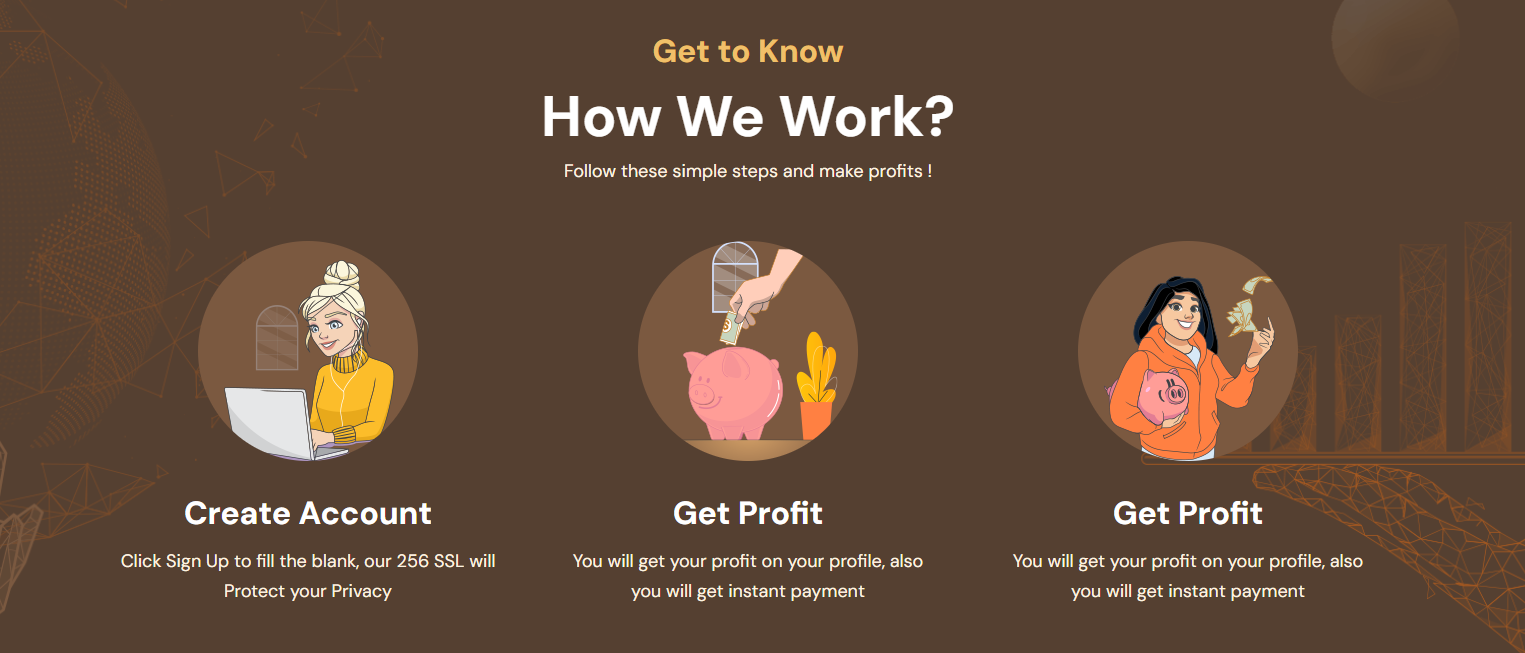 Get to Know
How We Work?
Follow these simple steps and make profits !
Create Account
Click Sign Up to fill the blank, our 256 SSL will
Protect your Privacy
Get Profit
You will get your profit on your profile, also
you will get instant payment
Get Profit
You will get your profit on your profile, also
you will get instant payment